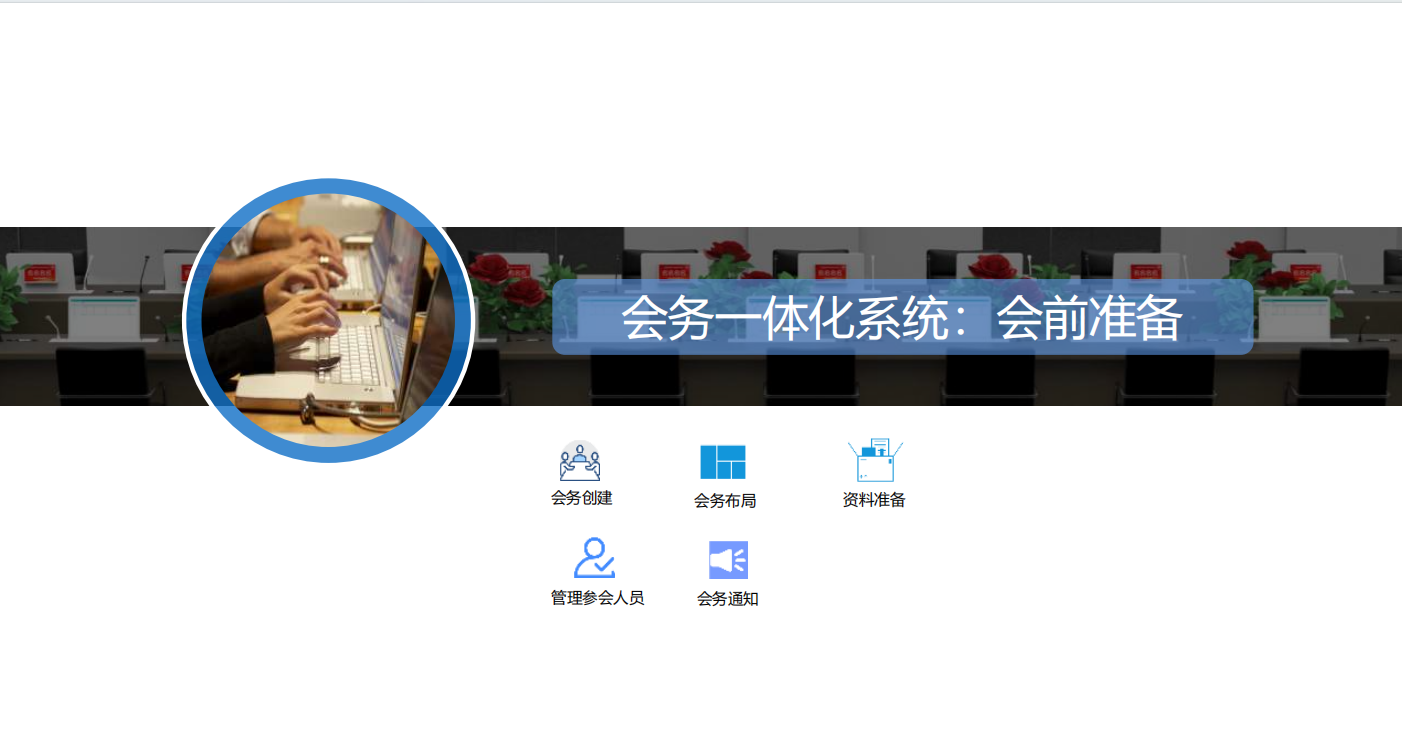 会务一体化系统：会前准备
会务创建
会务布局
资料准备
管理参会人员
会务通知